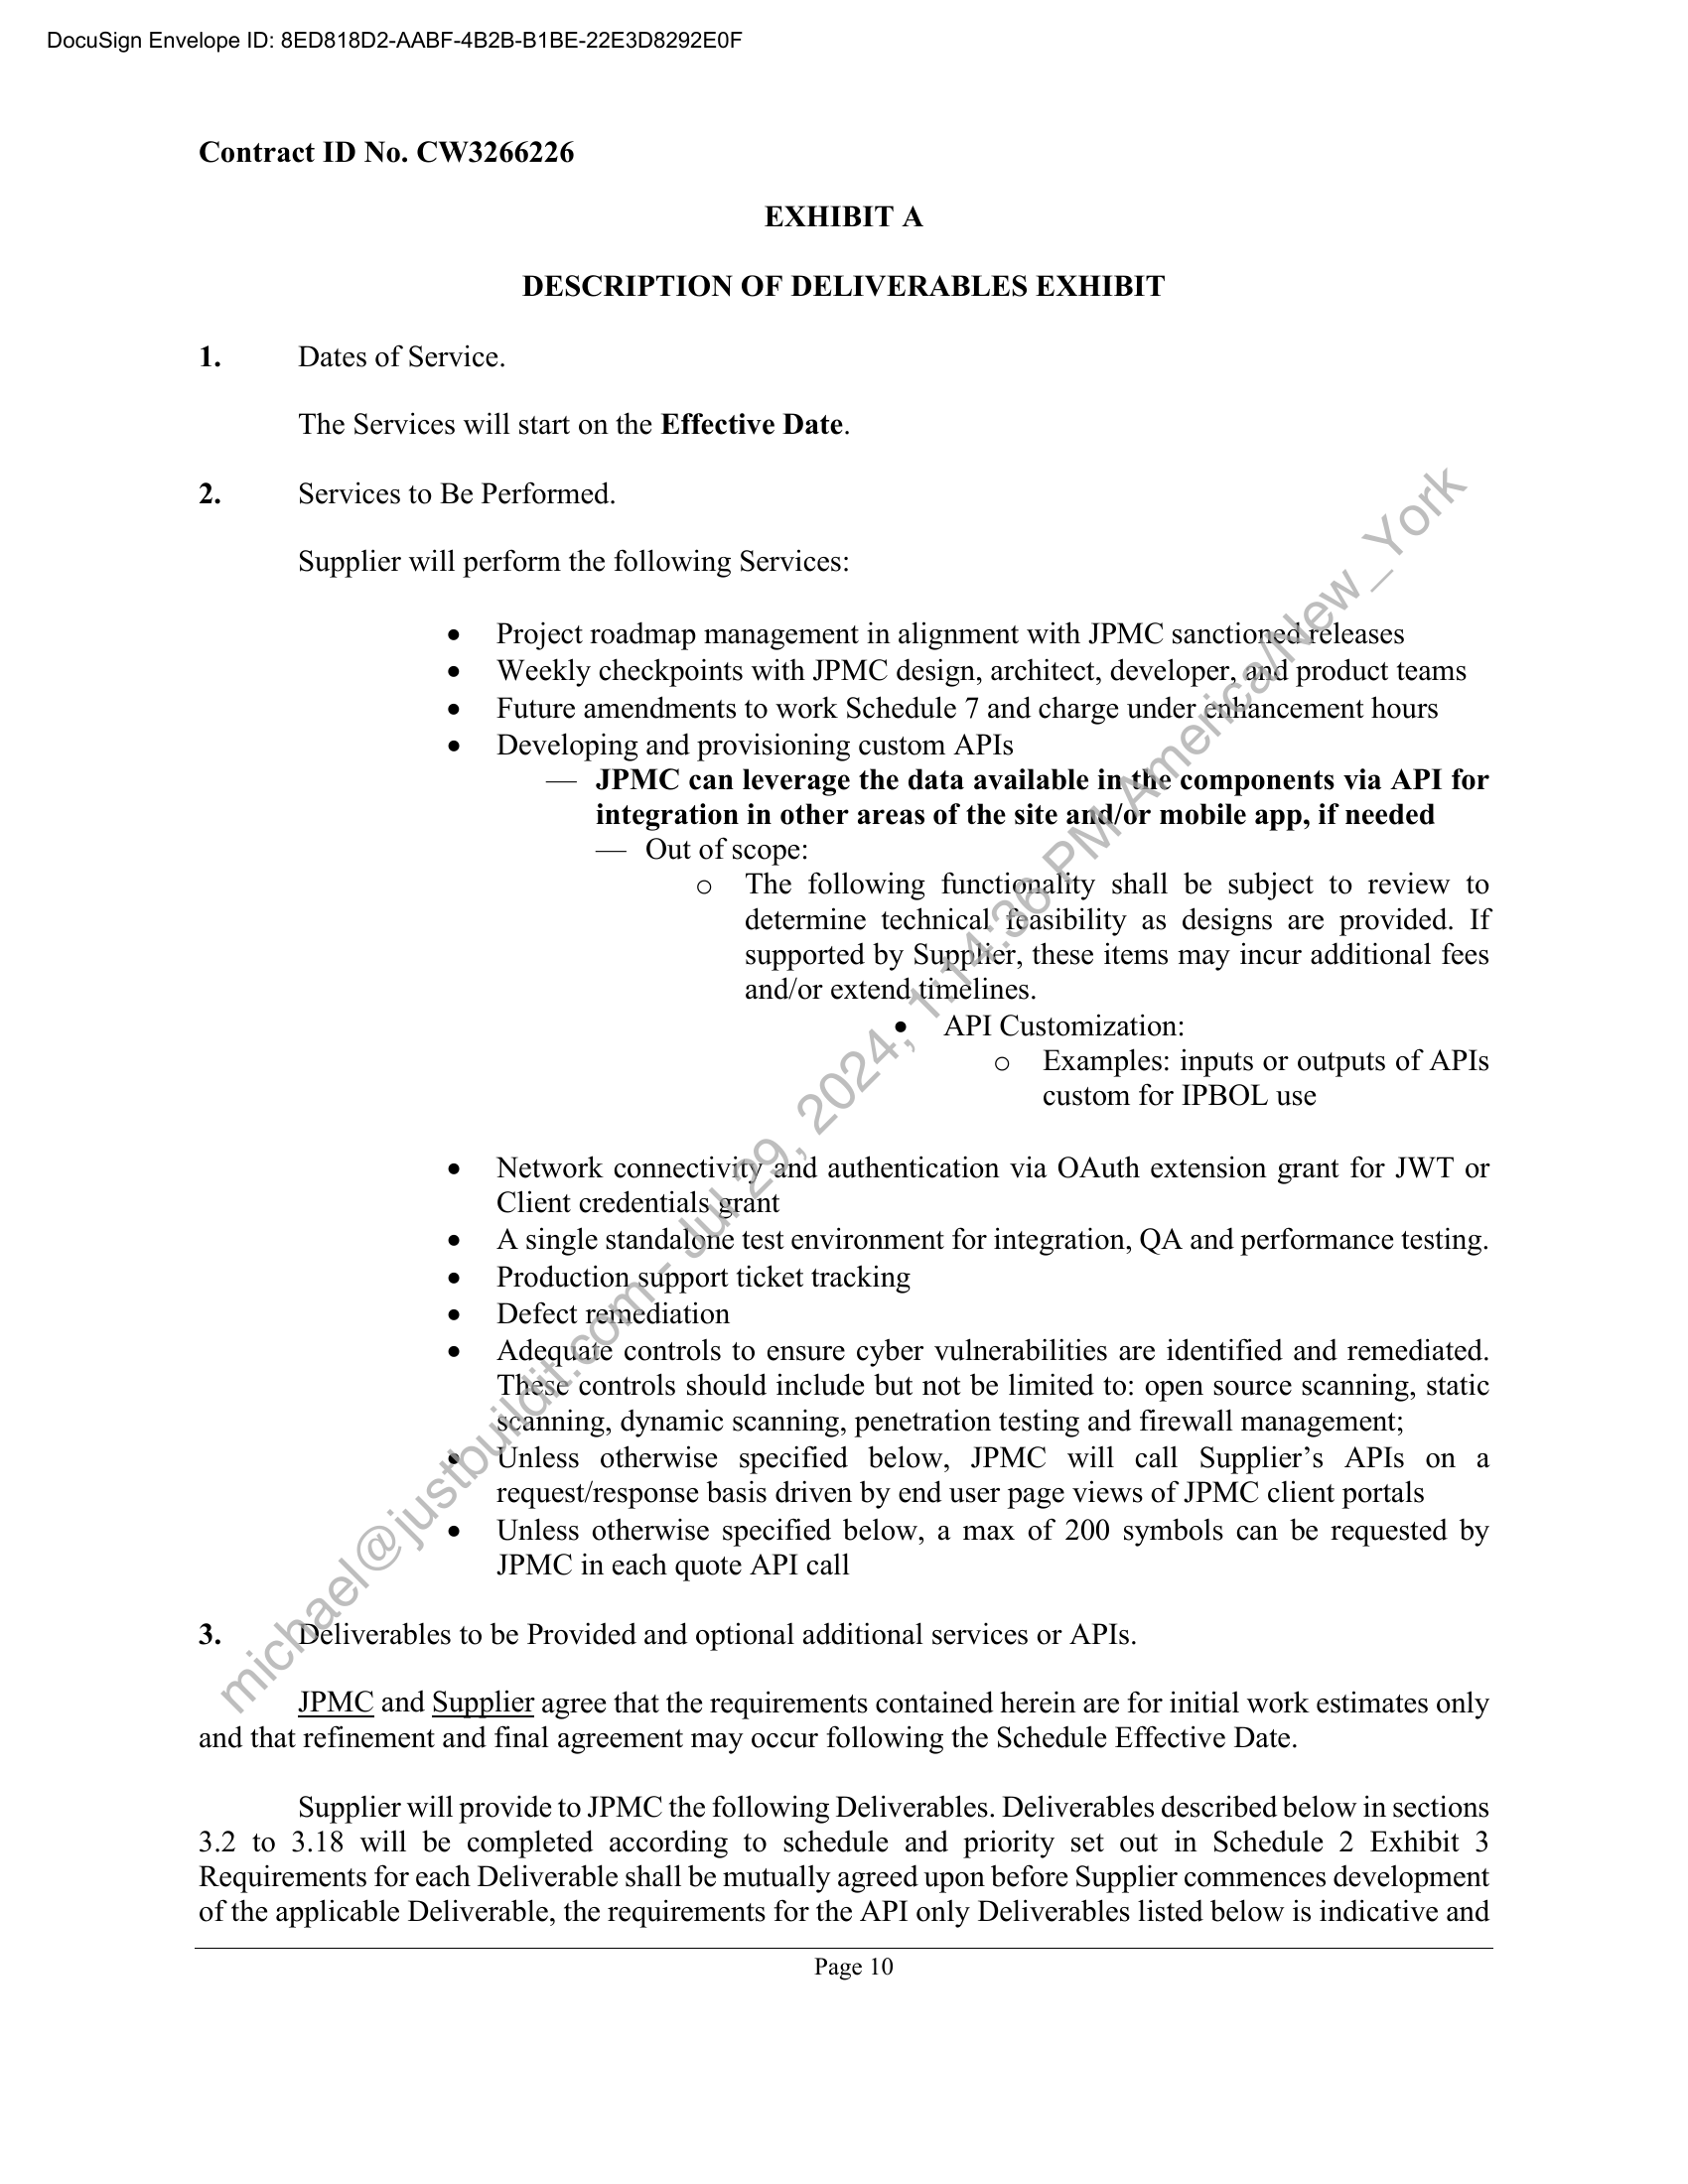 DocuSign Envelope ID: 8ED818D2-AABF-4B2B-B1BE-22E3D8292E0F
Contract ID No. CW3266226
EXHIBIT A
DESCRIPTION OF DELIVERABLES EXHIBIT
1. Dates of Service.
The Services will start on the Effective Date.
2. Services to Be Performed.
Supplier will perform the following Services:
• Project roadmap management in alignment with JPMC sanctioned releases
• Weekly checkpoints with JPMC design, architect, developer, and product teams
• Future amendments to work Schedule 7 and charge under enhancement hours
• Developing and provisioning custom APIs
— JPMC can leverage the data available in the components via API for
integration in other areas of the site and/or mobile app, if needed
— Out of scope:
o The following functionality shall be subject to review to
determine technical feasibility as designs are provided. If
supported by Supplier, these items may incur additional fees
and/or extend timelines.
• API Customization:
o Examples: inputs or outputs of APIs
custom for IPBOL use
• Network connectivity and authentication via OAuth extension grant for JWT or
Client credentials grant
• A single standalone test environment for integration, QA and performance testing.
• Production support ticket tracking
• Defect remediation
• Adequate controls to ensure cyber vulnerabilities are identified and remediated.
These controls should include but not be limited to: open source scanning, static
scanning, dynamic scanning, penetration testing and firewall management;
• Unless otherwise specified below, JPMC will call Supplier’s APIs on a
request/response basis driven by end user page views of JPMC client portals
• Unless otherwise specified below, a max of 200 symbols can be requested by
JPMC in each quote API call
3. Deliverables to be Provided and optional additional services or APIs.
JPMC and Supplier agree that the requirements contained herein are for initial work estimates only
and that refinement and final agreement may occur following the Schedule Effective Date.
Supplier will provide to JPMC the following Deliverables. Deliverables described below in sections
3.2 to 3.18 will be completed according to schedule and priority set out in Schedule 2 Exhibit 3
Requirements for each Deliverable shall be mutually agreed upon before Supplier commences development
of the applicable Deliverable, the requirements for the API only Deliverables listed below is indicative and
Page 10
michael@justbuildit.com - Jul 29, 2024, 1:14:36 PM America/New_York